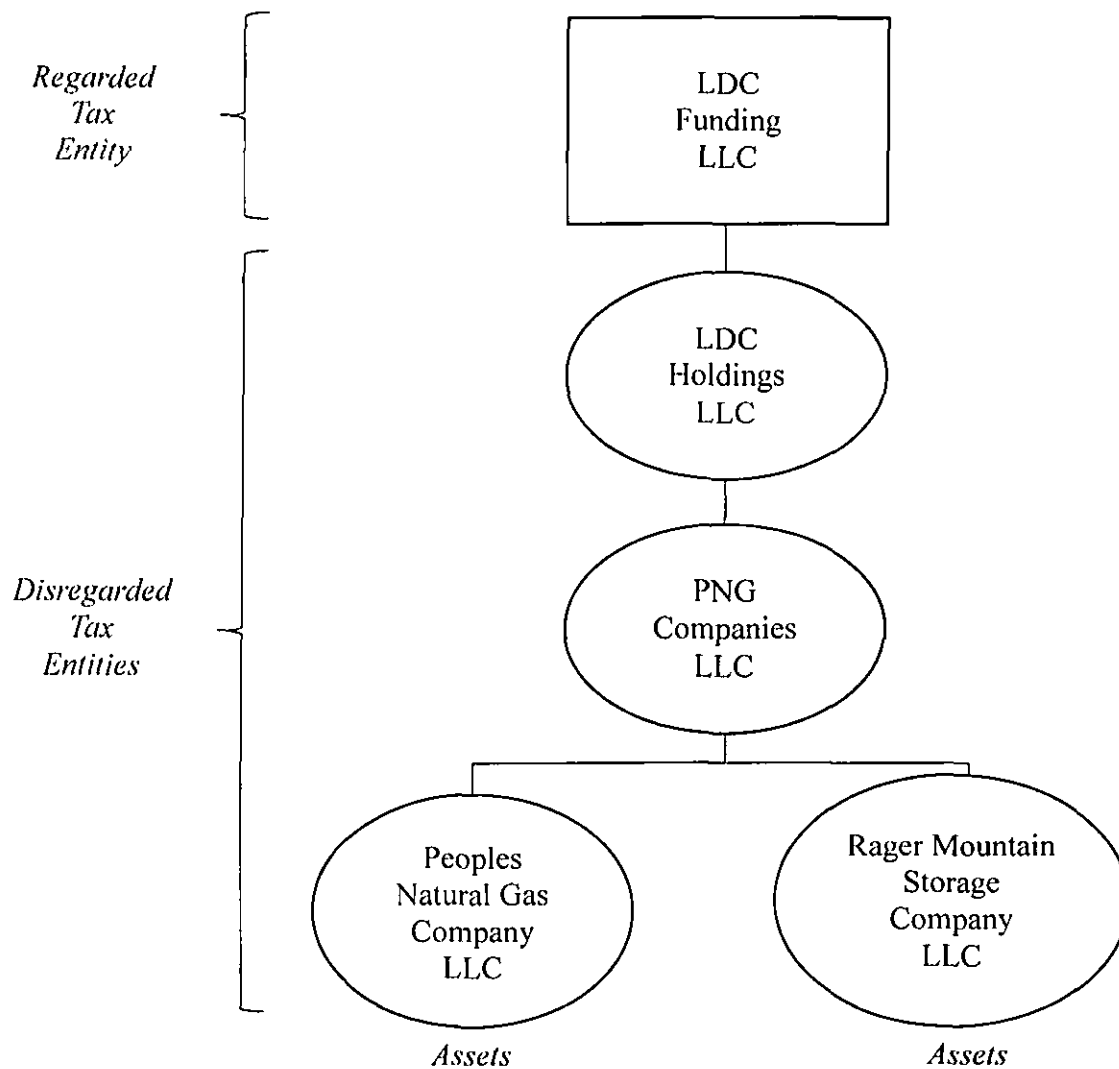 Regarded
Tax
Entity
LDC
Funding
LLC
Disregarded
Tax
Entities
LDC
Holdings
LLC
PNG
Companies
LLC
Peoples
Natural Gas
Company
LLC
Rager Mountain
Storage
Company
LLC
Assets
Assets